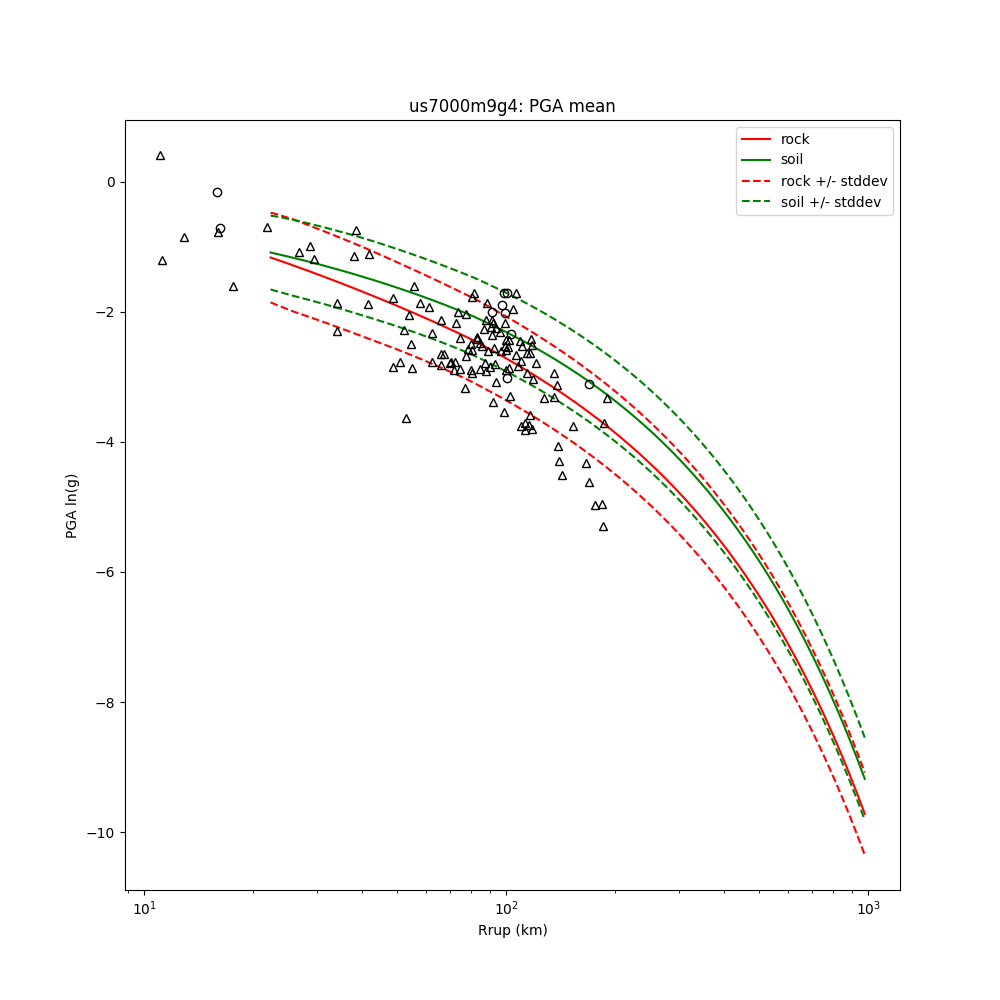 us7000m9g4: PGA mean
rock
soil
rock +/- stddev
soil +/- stddev
0
−2
−4
−6
−8
−10
PGA ln(g)
10¹
10²
10³
Rrup (km)